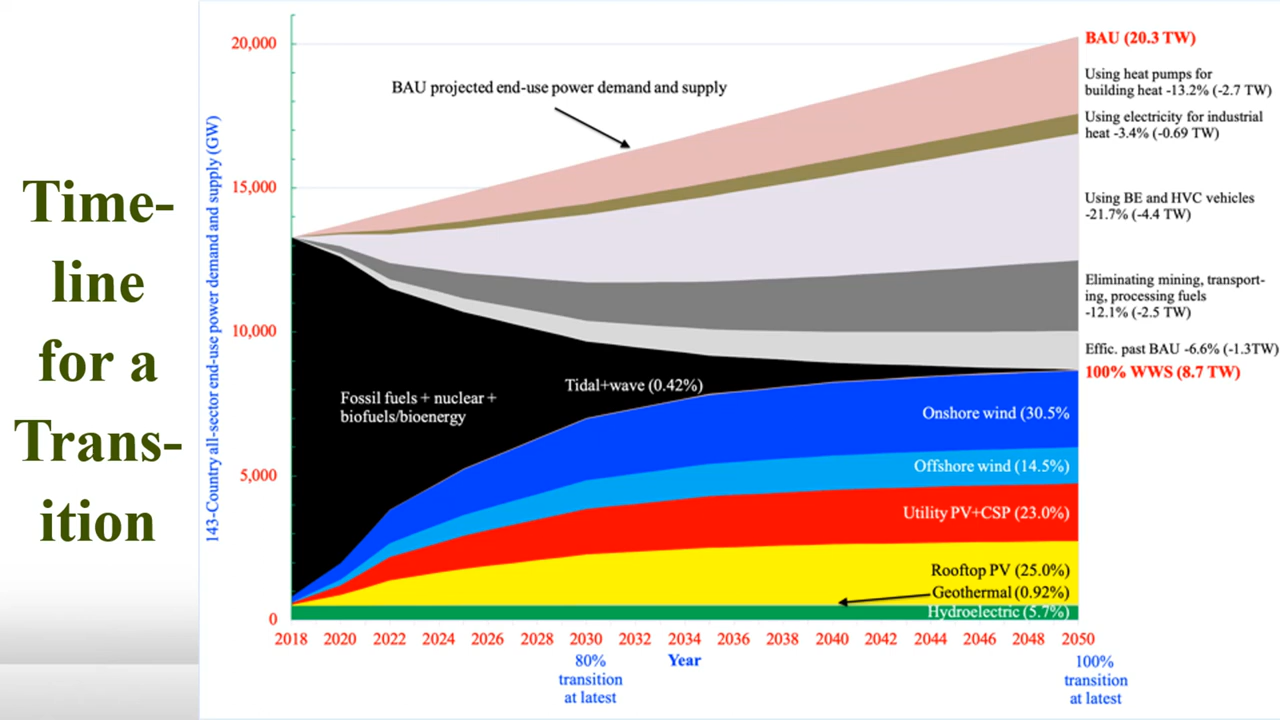 Time-
line
for a
Trans-
ition
143-Country all-sector end-use power demand and supply (GW)
20,000
15,000
10,000
5,000
0
BAU projected end-use power demand and supply
Fossil fuels + nuclear +
biofuels/bioenergy
Tidal+wave (0.42%)
Onshore wind (30.5%
Offshore wind (14.5%)
Utility PV+CSP (23.0%)
Rooftop PV (25.0%)
Geothermal (0.92%)
Hydroelectric (5.7%)
BAU (20.3 TW)
Using heat pumps for
building heat -13.2% (-2.7 TW)
Using electricity for industrial
heat -3.4% (-0.69 TW)
Using BE and HVC vehicles
-21.7% (-4.4 TW)
Eliminating mining, transport-
ing, processing fuels
-12.1% (-2.5 TW)
Effic. past BAU -6.6% (-1.3TW)
100% WWS (8.7 TW)
2018 2020 2022 2024 2026 2028 2030 2032 2034 2036 2038 2040 2042 2044 2046 2048 2050
Year
80%
transition
at latest
100%
transition
at latest